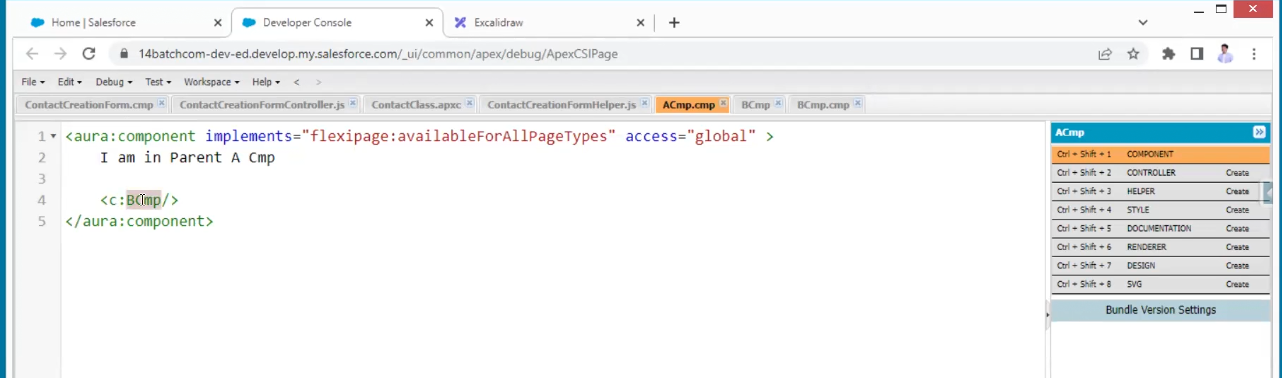 Home | Salesforce
Developer Console
Excalidraw
14batchcom-dev-ed.develop.my.salesforce.com/_ui/common/apex/debug/ApexCSIPage
File Edit Debug Test Workspace Help < >
ContactCreationForm.cmp ContactCreationFormController.js ContactClass.apxc ContactCreationFormHelper.js ACmp.cmp BCmp BCmp.cmp
1 <aura:component implements="flexipage:availableForAllPageTypes" access="global" >
2 I am in Parent A Cmp
3
4 <c:BCmp/>
5 </aura:component>
ACmp
Ctrl + Shift + 1 COMPONENT
Ctrl + Shift + 2 CONTROLLER Create
Ctrl + Shift + 3 HELPER Create
Ctrl + Shift + 4 STYLE Create
Ctrl + Shift + 5 DOCUMENTATION Create
Ctrl + Shift + 6 RENDERER Create
Ctrl + Shift + 7 DESIGN Create
Ctrl + Shift + 8 SVG Create
Bundle Version Settings